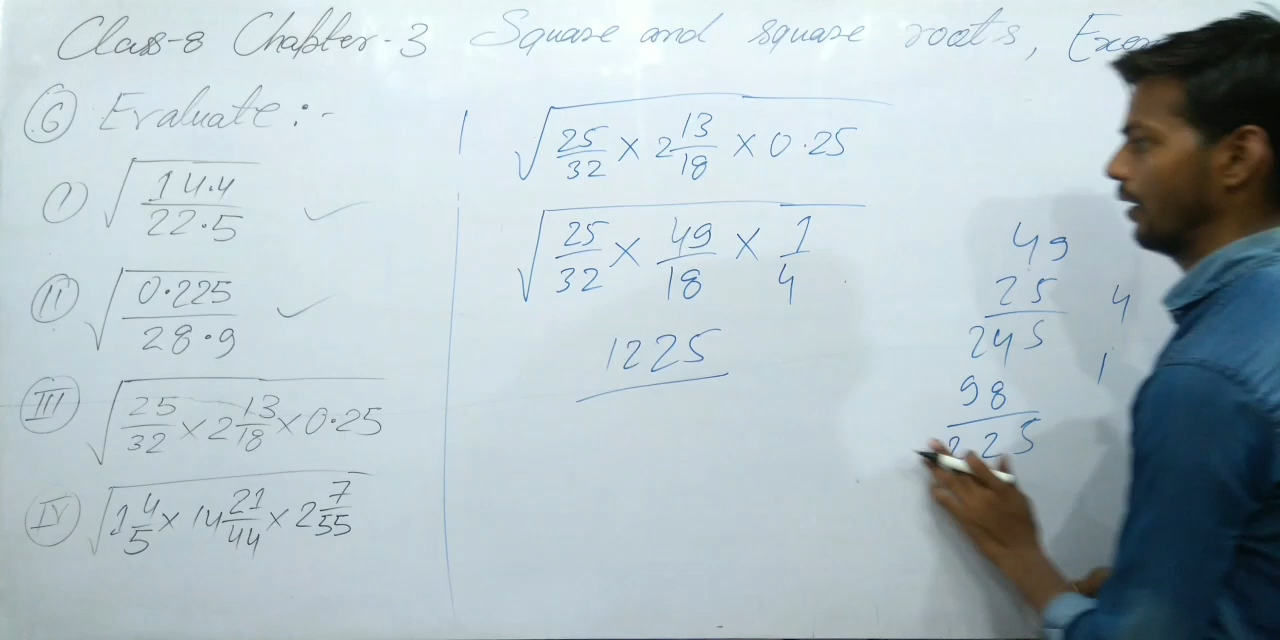 Class-8 Chapter-3 Square and square roots,
6 Evaluate:-
I √(14.4/22.5)
II √(0.225/28.9)
III √(25/32 × 2 13/18 × 0.25)
IV √(1 4/5 × 14 21/44 × 2 7/55)
√(25/32 × 2 13/18 × 0.25)
√(25/32 × 49/18 × 1/4)
1225
49
25 4
245
1
98
225